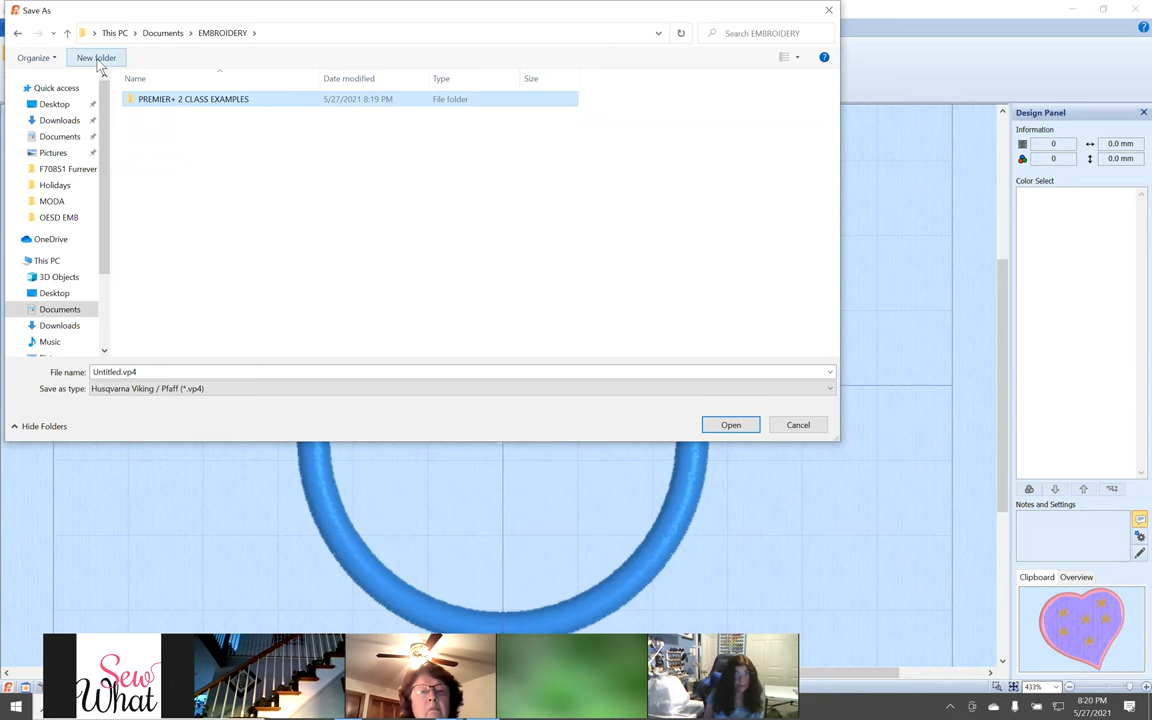 Save As
This PC > Documents > EMBROIDERY >
Search EMBROIDERY
Organize
New folder
Name
Date modified
Type
Size
PREMIER+ 2 CLASS EXAMPLES
5/27/2021 8:19 PM
File folder
Quick access
Desktop
Downloads
Documents
Pictures
F70851 Furrever
Holidays
MODA
OESD EMB
OneDrive
This PC
3D Objects
Desktop
Documents
Downloads
Music
File name:
Untitled.vp4
Save as type:
Husqvarna Viking / Pfaff (*.vp4)
Hide Folders
Open
Cancel
Design Panel
Information
0
0.0 mm
0
0.0 mm
Color Select
Notes and Settings
Clipboard
Overview
433%
Sew
What
8:20 PM
5/27/2021